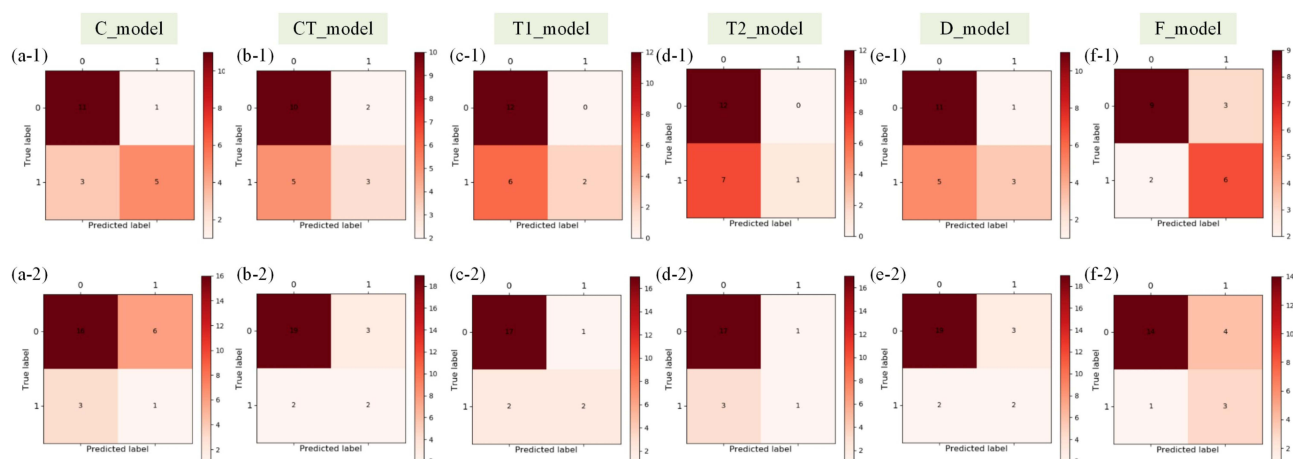 C_model
CT_model
T1_model
T2_model
D_model
F_model
(a-1)
0 1
0 11 1
1 3 5
True label
Predicted label
10
8
6
4
2
(b-1)
0 1
0 10 2
1 5 3
True label
Predicted label
10
9
8
7
6
5
4
3
2
(c-1)
0 1
0 12 0
1 6 2
True label
Predicted label
12
10
8
6
4
2
0
(d-1)
0 1
0 12 0
1 7 1
True label
Predicted label
12
10
8
6
4
2
0
(e-1)
0 1
0 11 1
1 5 3
True label
Predicted label
10
8
6
4
2
(f-1)
0 1
0 9 3
1 2 6
True label
Predicted label
9
8
7
6
5
4
3
2
(a-2)
0 1
0 16 6
1 3 1
True label
Predicted label
16
14
12
10
8
6
4
2
(b-2)
0 1
0 19 3
1 2 2
True label
Predicted label
18
16
14
12
10
8
6
4
(c-2)
0 1
0 17 1
1 2 2
True label
Predicted label
16
14
12
10
8
6
4
2
(d-2)
0 1
0 17 1
1 3 1
True label
Predicted label
16
14
12
10
8
6
4
2
(e-2)
0 1
0 19 3
1 2 2
True label
Predicted label
18
16
14
12
10
8
6
4
(f-2)
0 1
0 14 4
1 1 3
True label
Predicted label
14
12
10
8
6
4
2